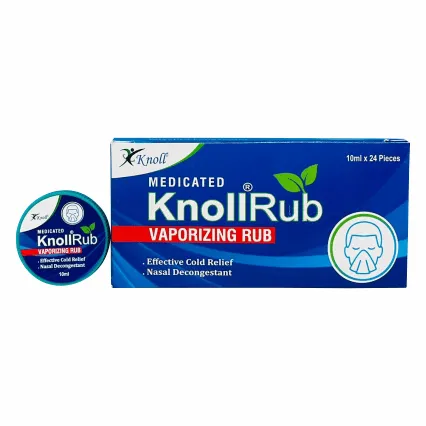 Knoll®
MEDICATED
KnollRub®
VAPORIZING RUB
. Effective Cold Relief
. Nasal Decongestant
10ml
Knoll®
10ml x 24 Pieces
MEDICATED
KnollRub®
VAPORIZING RUB
. Effective Cold Relief
. Nasal Decongestant